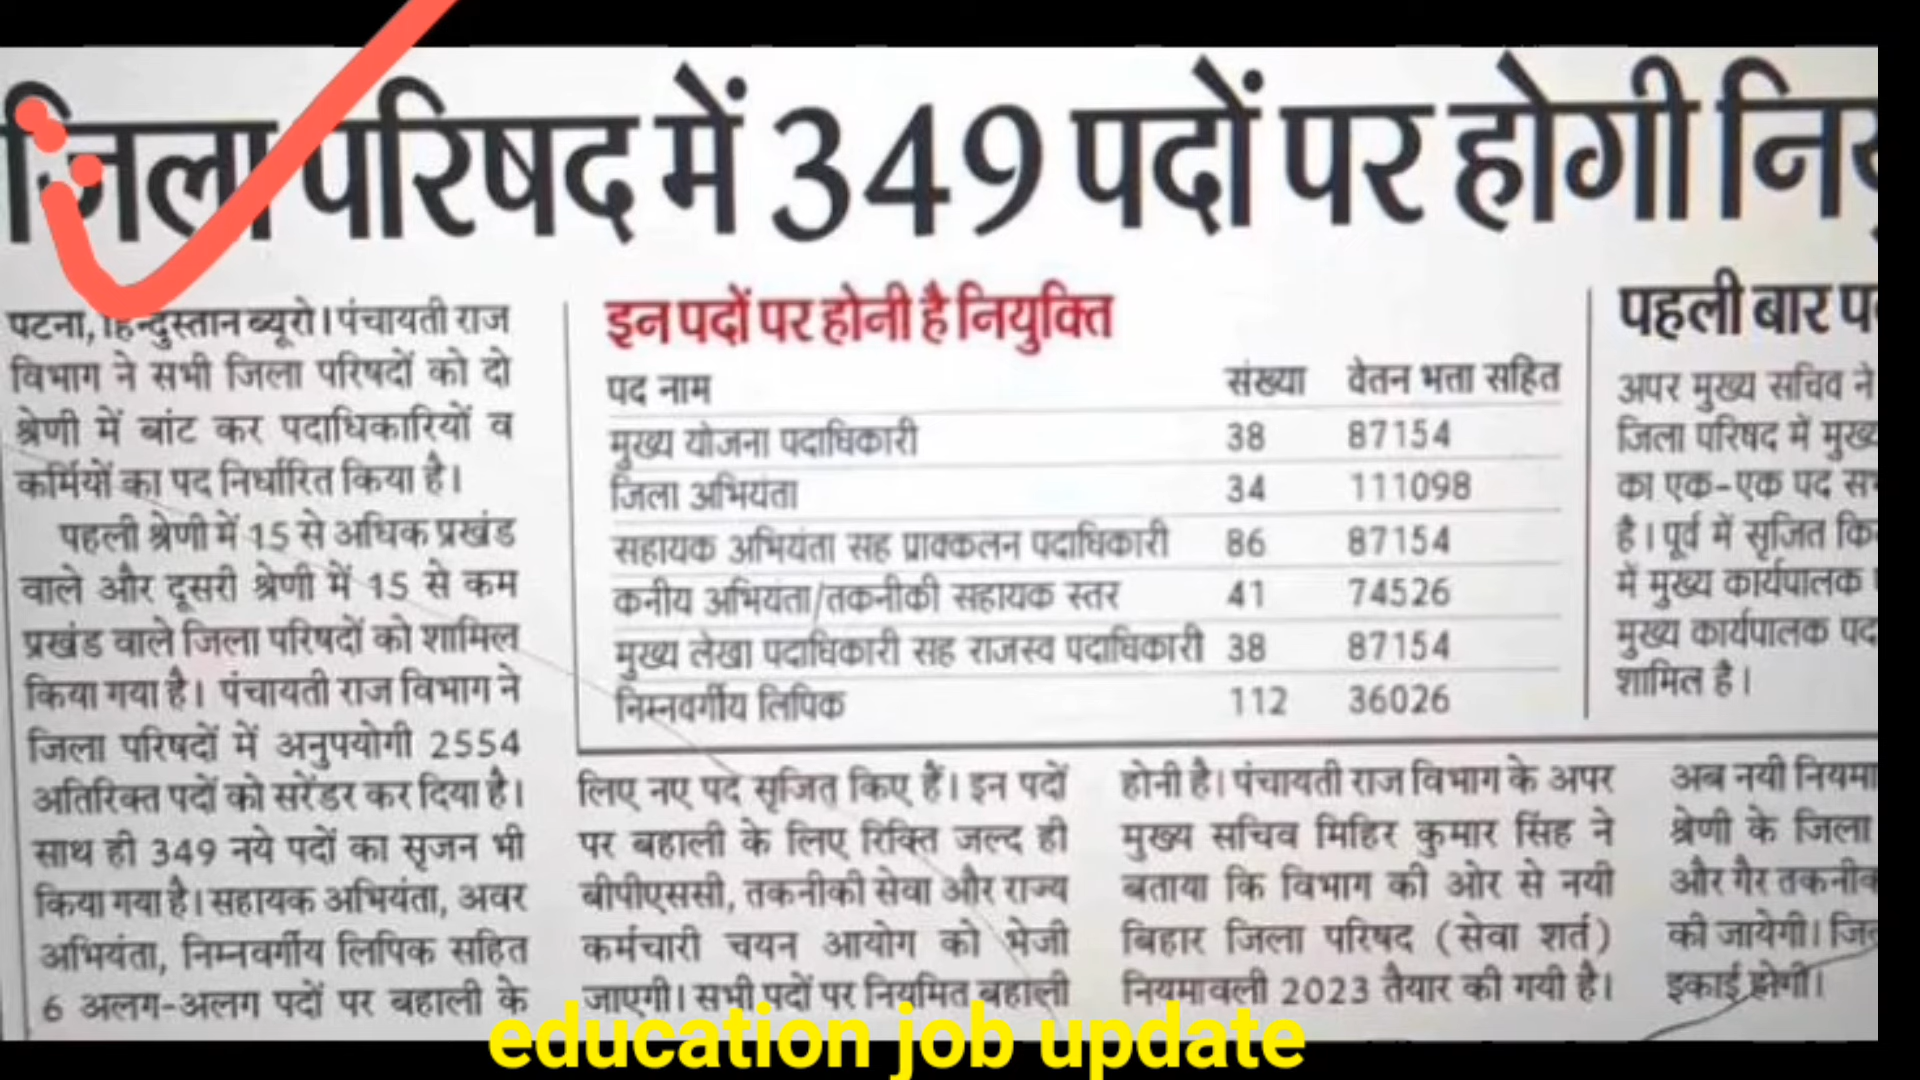 जिला परिषद में 349 पदों पर होगी
पटना, हिन्दुस्तान ब्यूरो। पंचायती राज
विभाग ने सभी जिला परिषदों को दो
श्रेणी में बांट कर पदाधिकारियों व
कर्मियों का पद निर्धारित किया है।
पहली श्रेणी में 15 से अधिक प्रखंड
वाले और दूसरी श्रेणी में 15 से कम
प्रखंड वाले जिला परिषदों को शामिल
किया गया है। पंचायती राज विभाग ने
जिला परिषदों में अनुपयोगी 2554
अतिरिक्त पदों को सरेंडर कर दिया है।
साथ ही 349 नये पदों का सृजन भी
किया गया है। सहायक अभियंता, अवर
अभियंता, निम्नवर्गीय लिपिक सहित
6 अलग-अलग पदों पर बहाली के
इन पदों पर होनी है नियुक्ति
पद नाम संख्या वेतन भत्ता सहित
मुख्य योजना पदाधिकारी 38 87154
जिला अभियंता 34 111098
सहायक अभियंता सह प्राक्कलन पदाधिकारी 86 87154
कनीय अभियंता/तकनीकी सहायक स्तर 41 74526
मुख्य लेखा पदाधिकारी सह राजस्व पदाधिकारी 38 87154
निम्नवर्गीय लिपिक 112 36026
लिए नए पद सृजित किए हैं। इन पदों
पर बहाली के लिए रिक्ति जल्द ही
बीपीएससी, तकनीकी सेवा और राज्य
कर्मचारी चयन आयोग को भेजी
जाएगी। सभी पदों पर नियमित बहाली
होनी है। पंचायती राज विभाग के अपर
मुख्य सचिव मिहिर कुमार सिंह ने
बताया कि विभाग की ओर से नयी
बिहार जिला परिषद (सेवा शर्त)
नियमावली 2023 तैयार की गयी है।
पहली बार
अपर मुख्य सचिव ने
जिला परिषद में मुख्य
का एक-एक पद
है। पूर्व में सृजित
में मुख्य कार्यपालक
मुख्य कार्यपालक पद
शामिल है।
अब नयी
श्रेणी के जिला
और गैर
की जायेगी।
इकाई होगी।
education job update